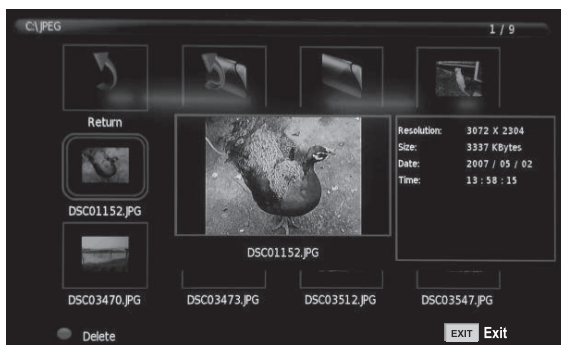 C:\JPEG
1 / 9
Return
Resolution: 3072 X 2304
Size: 3337 KBytes
Date: 2007 / 05 / 02
Time: 13 : 58 : 15
DSC01152.JPG
DSC01152.JPG
DSC03470.JPG DSC03473.JPG DSC03512.JPG DSC03547.JPG
Delete
EXIT Exit